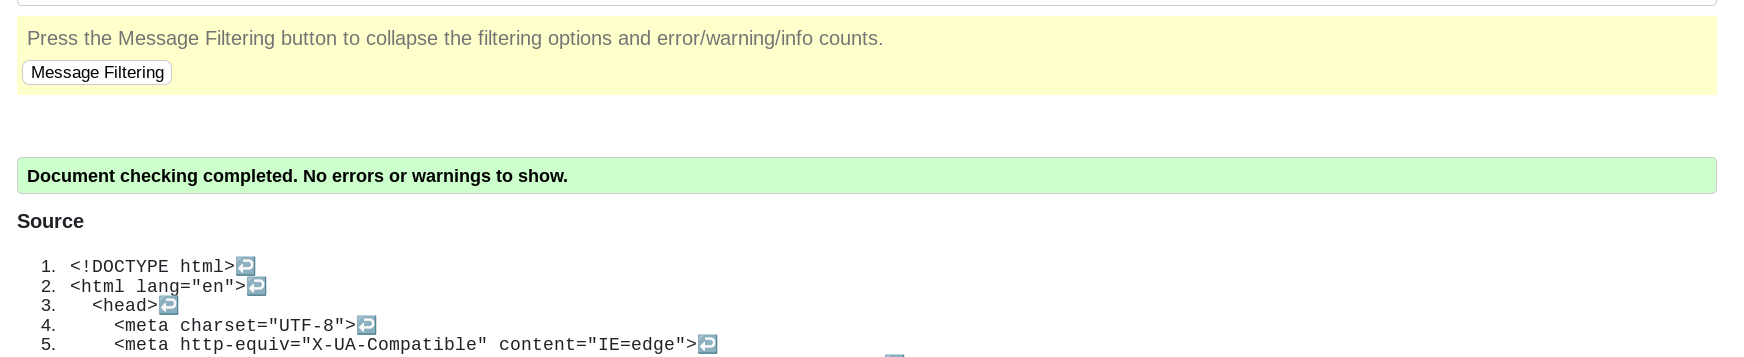 Press the Message Filtering button to collapse the filtering options and error/warning/info counts.
Message Filtering
Document checking completed. No errors or warnings to show.
Source
1. <!DOCTYPE html>↩️
2. <html lang="en">↩️
3. <head>↩️
4. <meta charset="UTF-8">↩️
5. <meta http-equiv="X-UA-Compatible" content="IE=edge">↩️